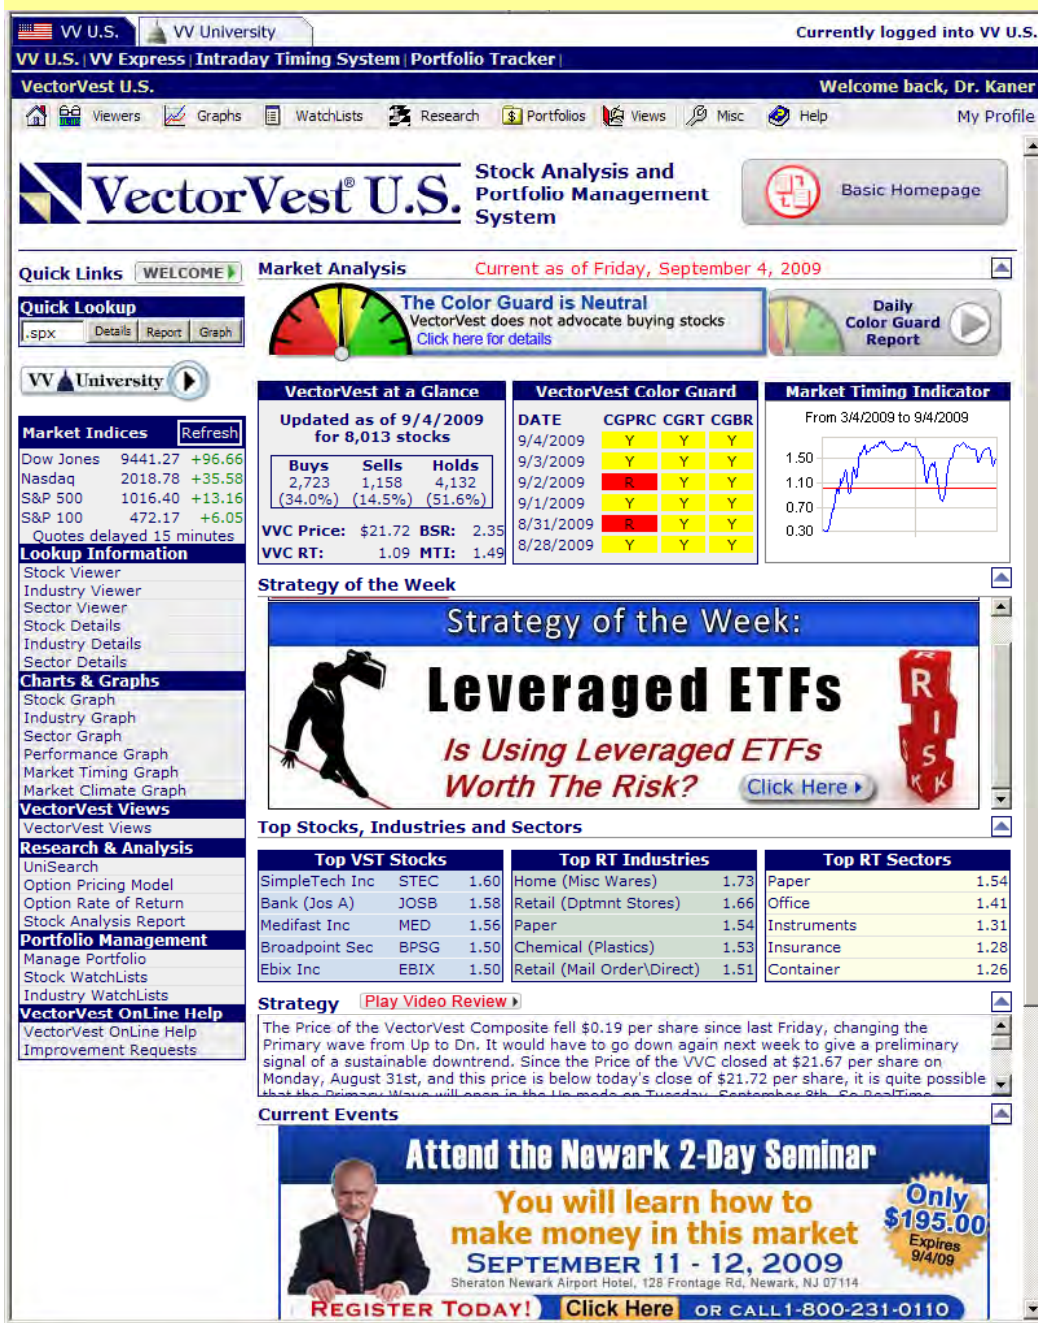 VV U.S.
VV University
Currently logged into VV U.S.
VV U.S. | VV Express | Intraday Timing System | Portfolio Tracker |
VectorVest U.S.
Welcome back, Dr. Kaner
Viewers Graphs WatchLists Research Portfolios Views Misc Help My Profile
VectorVest® U.S.
Stock Analysis and
Portfolio Management
System
Basic Homepage
Quick Links WELCOME
Quick Lookup
.spx Details Report Graph
VV University
Market Indices Refresh
Dow Jones 9441.27 +96.66
Nasdaq 2018.78 +35.58
S&P 500 1016.40 +13.16
S&P 100 472.17 +6.05
Quotes delayed 15 minutes
Lookup Information
Stock Viewer
Industry Viewer
Sector Viewer
Stock Details
Industry Details
Sector Details
Charts & Graphs
Stock Graph
Industry Graph
Sector Graph
Performance Graph
Market Timing Graph
Market Climate Graph
VectorVest Views
VectorVest Views
Research & Analysis
UniSearch
Option Pricing Model
Option Rate of Return
Stock Analysis Report
Portfolio Management
Manage Portfolio
Stock WatchLists
Industry WatchLists
VectorVest OnLine Help
VectorVest OnLine Help
Improvement Requests
Market Analysis Current as of Friday, September 4, 2009
The Color Guard is Neutral
VectorVest does not advocate buying stocks
Click here for details
Daily
Color Guard
Report
VectorVest at a Glance
Updated as of 9/4/2009
for 8,013 stocks
Buys Sells Holds
2,723 1,158 4,132
(34.0%) (14.5%) (51.6%)
VVC Price: $21.72 BSR: 2.35
VVC RT: 1.09 MTI: 1.49
VectorVest Color Guard
DATE CGPRC CGRT CGBR
9/4/2009 Y Y Y
9/3/2009 Y Y Y
9/2/2009 R Y Y
9/1/2009 Y Y Y
8/31/2009 R Y Y
8/28/2009 Y Y Y
Market Timing Indicator
From 3/4/2009 to 9/4/2009
1.50
1.10
0.70
0.30
Strategy of the Week
Strategy of the Week:
Leveraged ETFs
Is Using Leveraged ETFs
Worth The Risk?
Click Here
RISK
Top Stocks, Industries and Sectors
Top VST Stocks
SimpleTech Inc STEC 1.60
Bank (Jos A) JOSB 1.58
Medifast Inc MED 1.56
Broadpoint Sec BPSG 1.50
Ebix Inc EBIX 1.50
Top RT Industries
Home (Misc Wares) 1.73
Retail (Dptmnt Stores) 1.66
Paper 1.54
Chemical (Plastics) 1.53
Retail (Mail Order\Direct) 1.51
Top RT Sectors
Paper 1.54
Office 1.41
Instruments 1.31
Insurance 1.28
Container 1.26
Strategy Play Video Review
The Price of the VectorVest Composite fell $0.19 per share since last Friday, changing the
Primary wave from Up to Dn. It would have to go down again next week to give a preliminary
signal of a sustainable downtrend. Since the Price of the VVC closed at $21.67 per share on
Monday, August 31st, and this price is below today's close of $21.72 per share, it is quite possible
that the Primary Wave will open in the Up mode on Tuesday, September 8th. So RealTime
Current Events
Attend the Newark 2-Day Seminar
You will learn how to
make money in this market
SEPTEMBER 11 - 12, 2009
Sheraton Newark Airport Hotel, 128 Frontage Rd, Newark, NJ 07114
Only
$195.00
Expires
9/4/09
REGISTER TODAY! Click Here OR CALL 1-800-231-0110